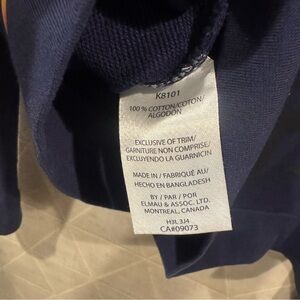 K8101
100% COTTON/COTON/
ALGODON
EXCLUSIVE OF TRIM/
GARNITURE NON COMPRISE/
EXCLUYENDO LA GUARNICIN
MADE IN / FABRIQUÉ AU/
HECHO EN BANGLADESH
BY / PAR / POR
ELMAU & ASSOC. LTD.
MONTREAL, CANADA
H3L 3J4
CA#09073